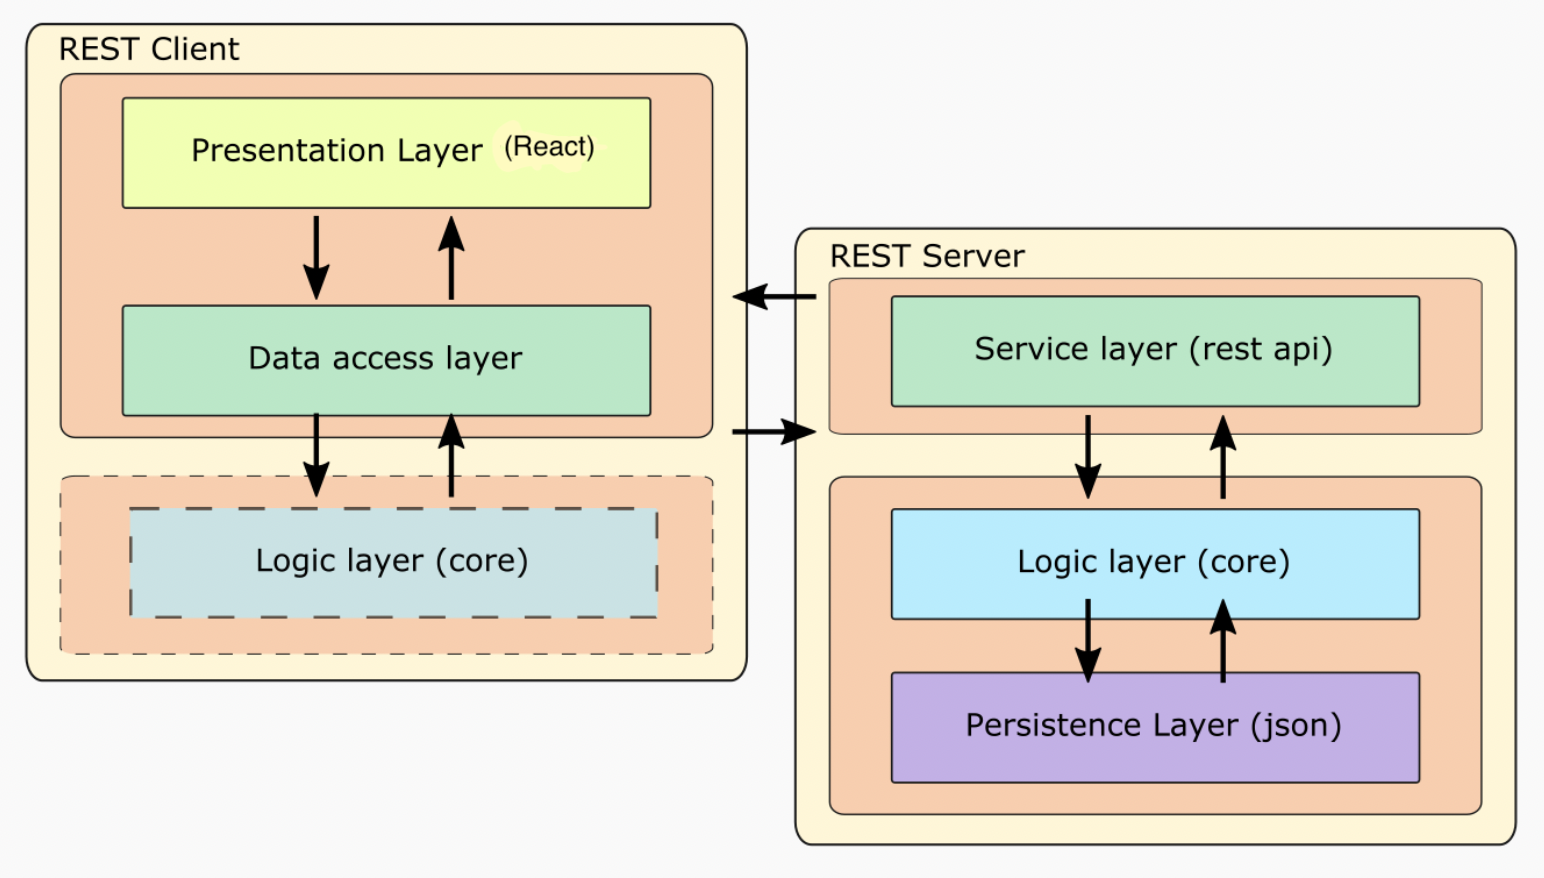 REST Client
Presentation Layer (React)
Data access layer
Logic layer (core)
REST Server
Service layer (rest api)
Logic layer (core)
Persistence Layer (json)